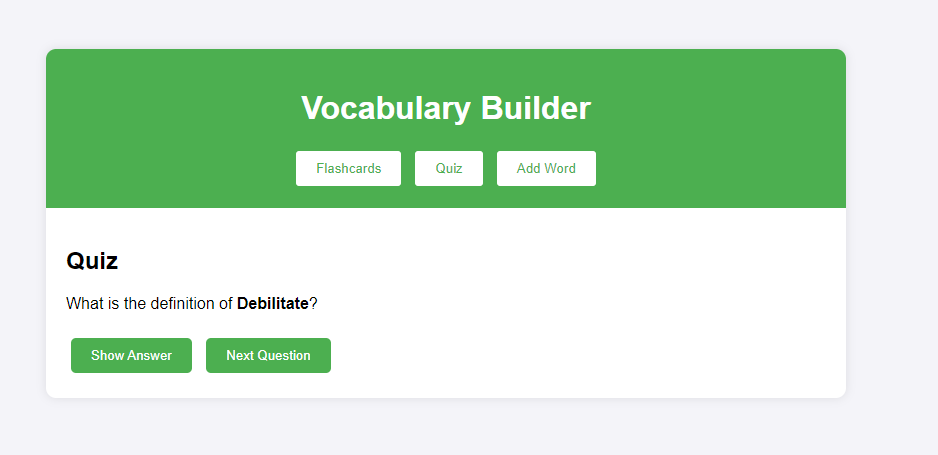 Vocabulary Builder
Flashcards Quiz Add Word
Quiz
What is the definition of Debilitate?
Show Answer Next Question